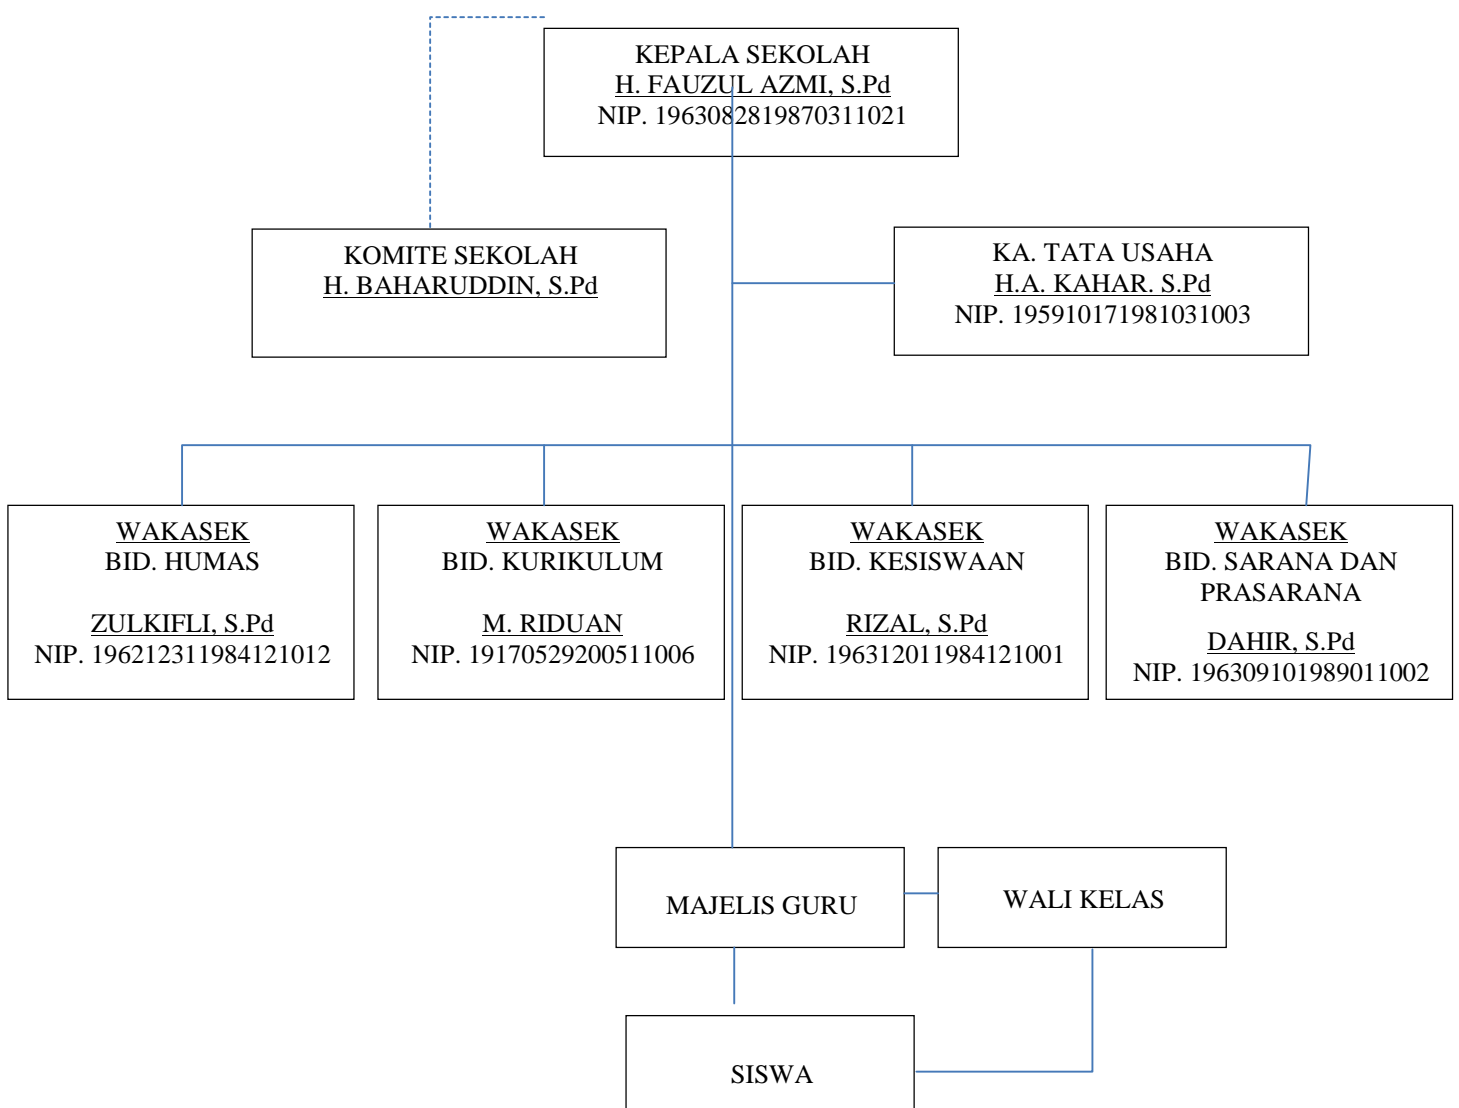 KEPALA SEKOLAH
H. FAUZUL AZMI, S.Pd
NIP. 1963082819870311021
KOMITE SEKOLAH
H. BAHARUDDIN, S.Pd
KA. TATA USAHA
H.A. KAHAR. S.Pd
NIP. 195910171981031003
WAKASEK
BID. HUMAS
ZULKIFLI, S.Pd
NIP. 196212311984121012
WAKASEK
BID. KURIKULUM
M. RIDUAN
NIP. 19170529200511006
WAKASEK
BID. KESISWAAN
RIZAL, S.Pd
NIP. 196312011984121001
WAKASEK
BID. SARANA DAN
PRASARANA
DAHIR, S.Pd
NIP. 196309101989011002
MAJELIS GURU
WALI KELAS
SISWA